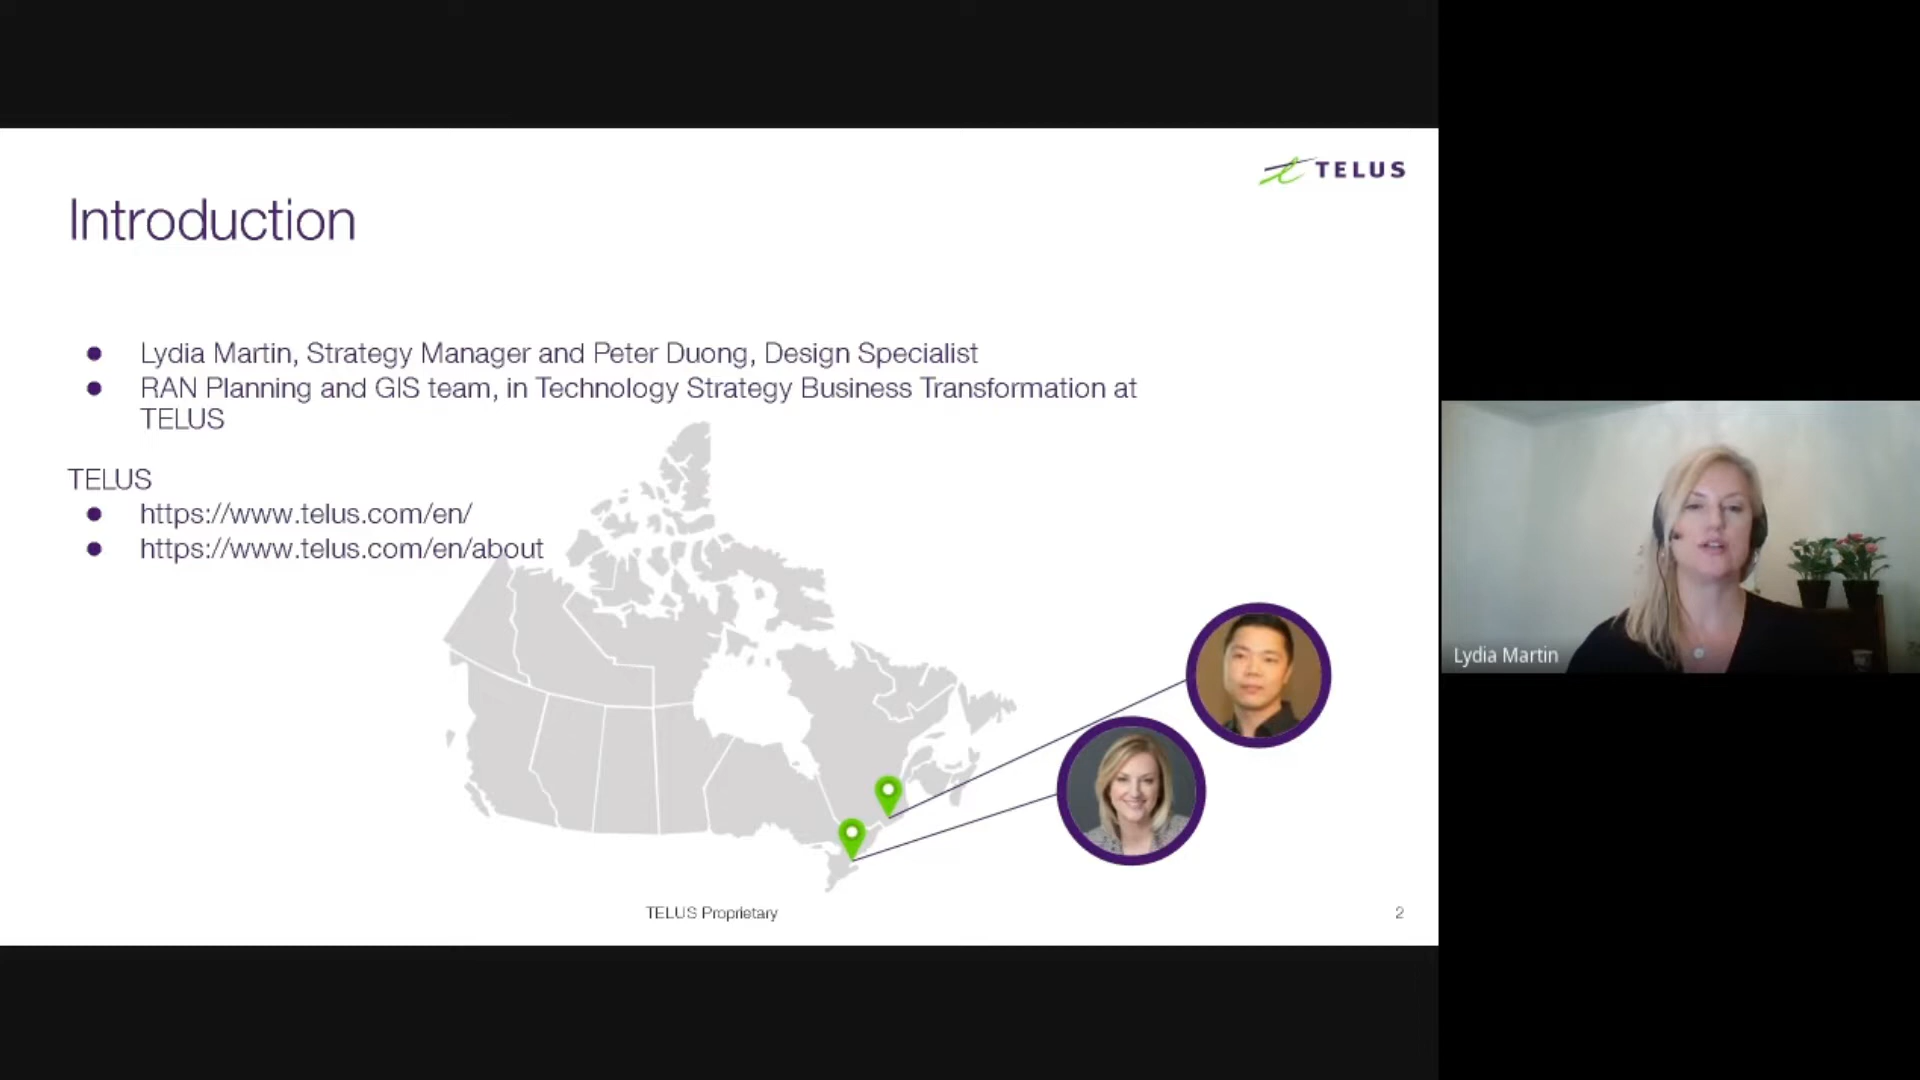 TELUS
Introduction
● Lydia Martin, Strategy Manager and Peter Duong, Design Specialist
● RAN Planning and GIS team, in Technology Strategy Business Transformation at
TELUS
TELUS
● https://www.telus.com/en/
● https://www.telus.com/en/about
TELUS Proprietary
2
Lydia Martin